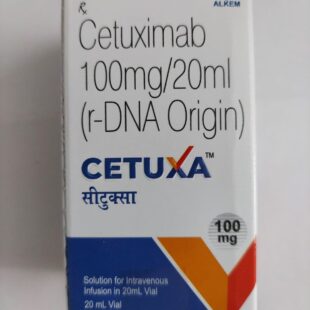 Rx
ALKEM
Cetuximab
100mg/20ml
(r-DNA Origin)
CETUXA™
सीटुक्सा
100
mg
Solution for Intravenous
Infusion in 20mL Vial
20 mL Vial